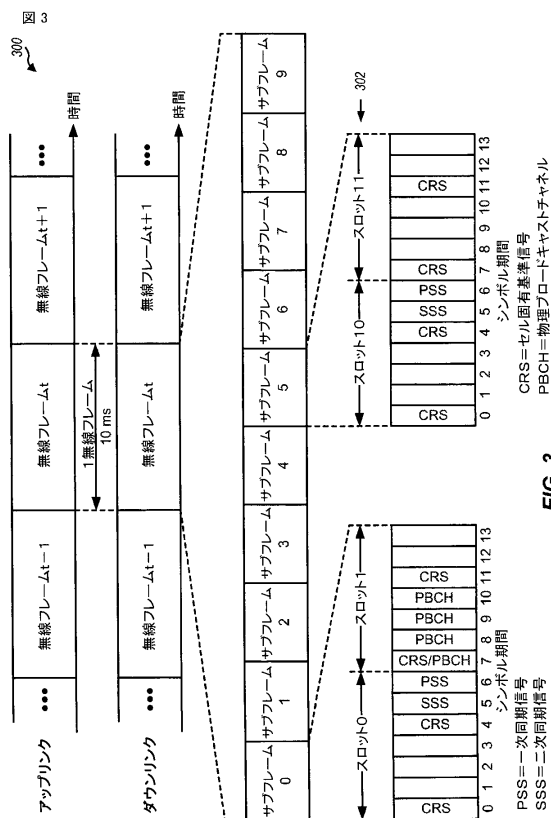 図 3
300
アップリンク
••• 無線フレームt－1 無線フレームt 無線フレームt＋1 •••
時間
1無線フレーム
10 ms
ダウンリンク
••• 無線フレームt－1 無線フレームt 無線フレームt＋1 •••
時間
サブフレーム 0
サブフレーム 1
サブフレーム 2
サブフレーム 3
サブフレーム 4
サブフレーム 5
サブフレーム 6
サブフレーム 7
サブフレーム 8
サブフレーム 9
302
スロット0 スロット1
CRS CRS SSS PSS CRS/PBCH PBCH PBCH PBCH CRS
0 1 2 3 4 5 6 7 8 9 10 11 12 13
シンボル期間
スロット10 スロット11
CRS CRS SSS PSS CRS CRS
0 1 2 3 4 5 6 7 8 9 10 11 12 13
シンボル期間
PSS＝一次同期信号
SSS＝二次同期信号
CRS＝セル固有基準信号
PBCH＝物理ブロードキャストチャネル